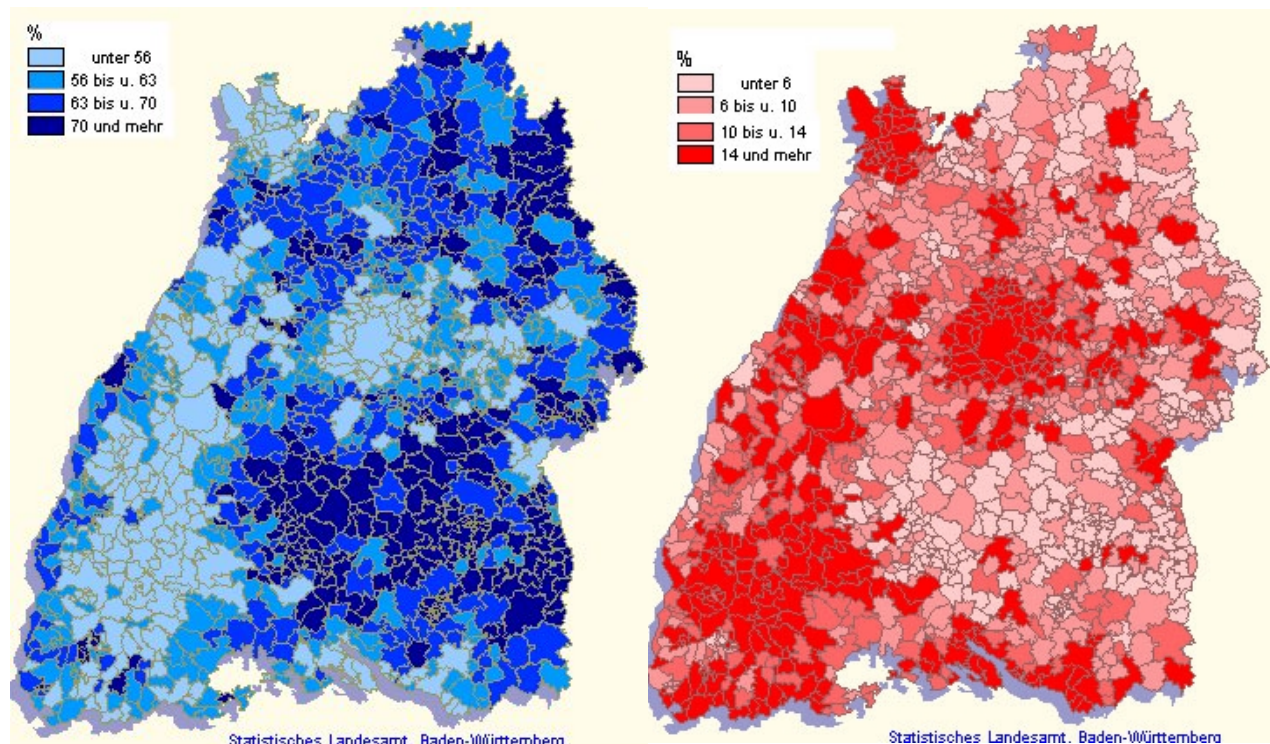 %
unter 56
56 bis u. 63
63 bis u. 70
70 und mehr
Statistisches Landesamt, Baden-Württemberg
%
unter 6
6 bis u. 10
10 bis u. 14
14 und mehr
Statistisches Landesamt, Baden-Württemberg